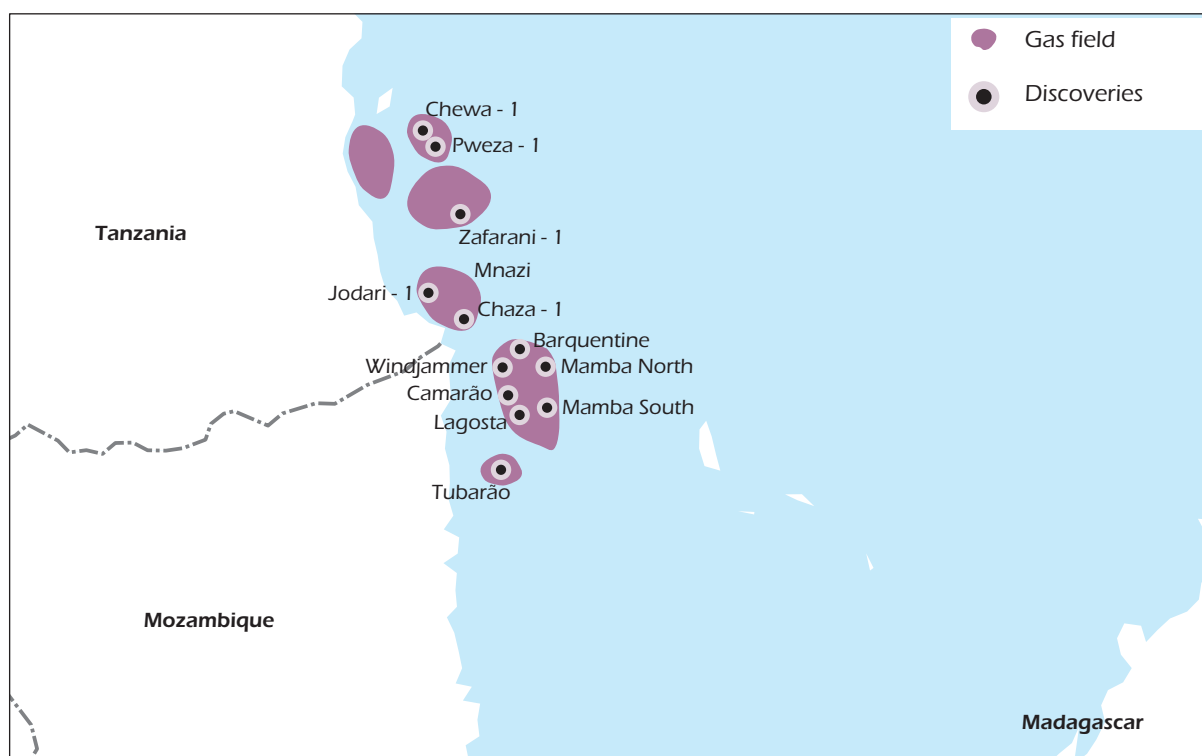 Gas field
Discoveries
Chewa - 1
Pweza - 1
Tanzania
Zafarani - 1
Mnazi
Jodari - 1
Chaza - 1
Barquentine
Windjammer
Mamba North
Camarão
Mamba South
Lagosta
Tubarão
Mozambique
Madagascar